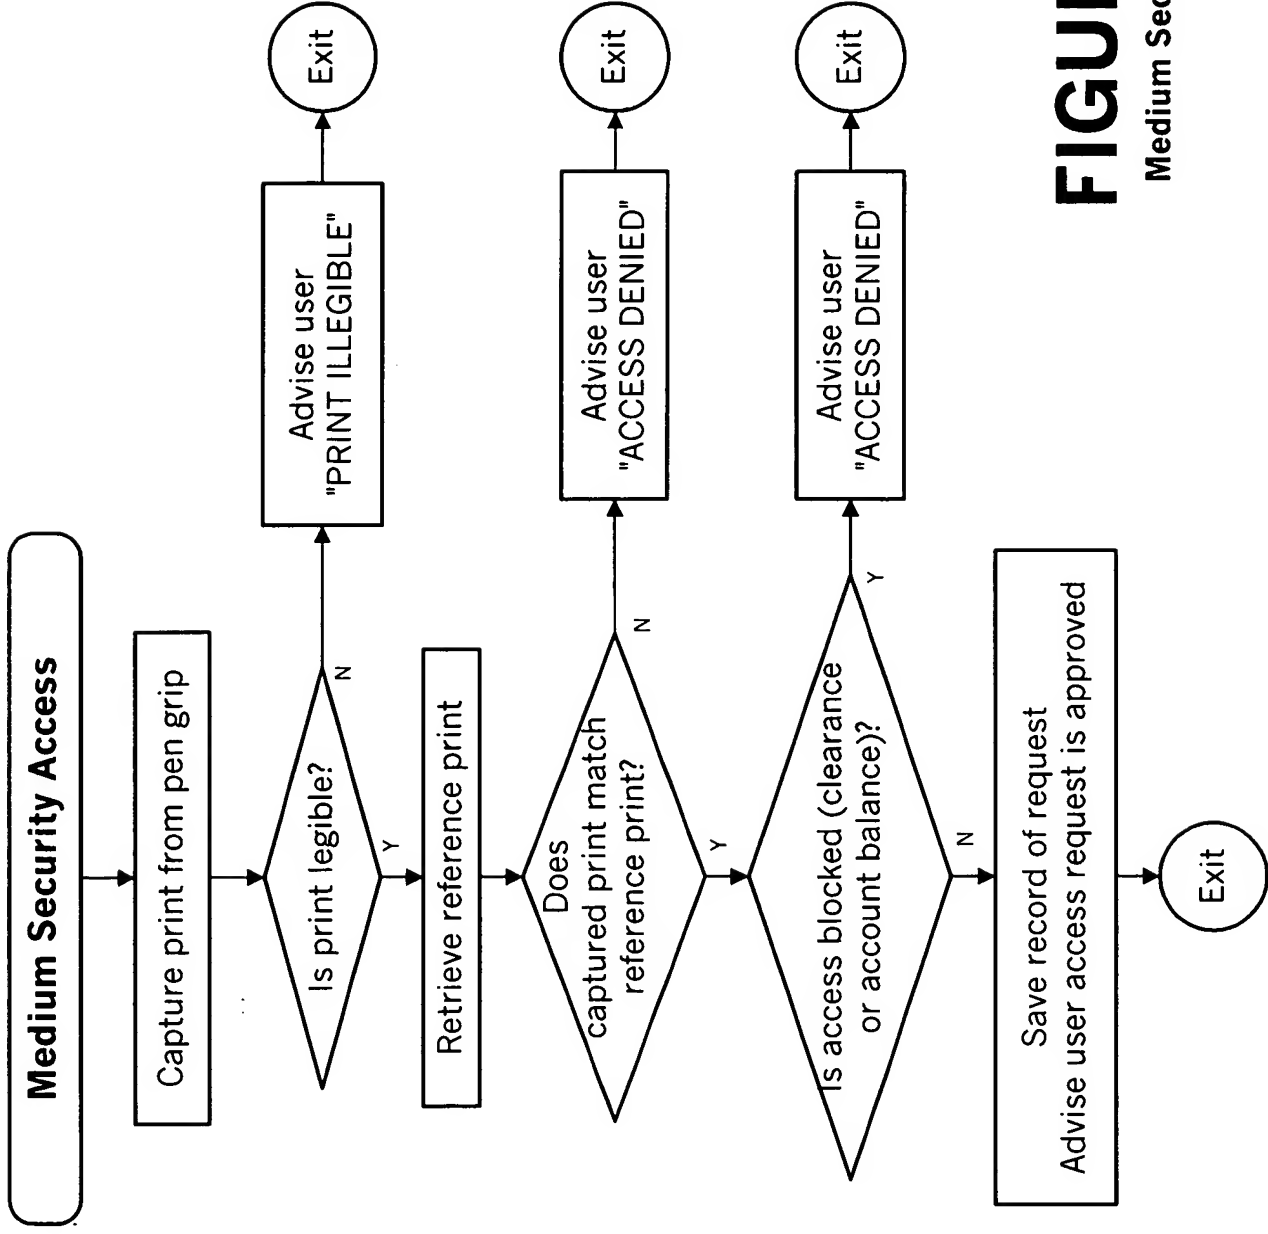 Medium Security Access
Capture print from pen grip
Is print legible?
N
Advise user
"PRINT ILLEGIBLE"
Exit
Y
Retrieve reference print
Does
captured print match
reference print?
N
Advise user
"ACCESS DENIED"
Exit
Y
Is access blocked (clearance
or account balance)?
Y
Advise user
"ACCESS DENIED"
Exit
N
Save record of request
Advise user access request is approved
Exit
Medium